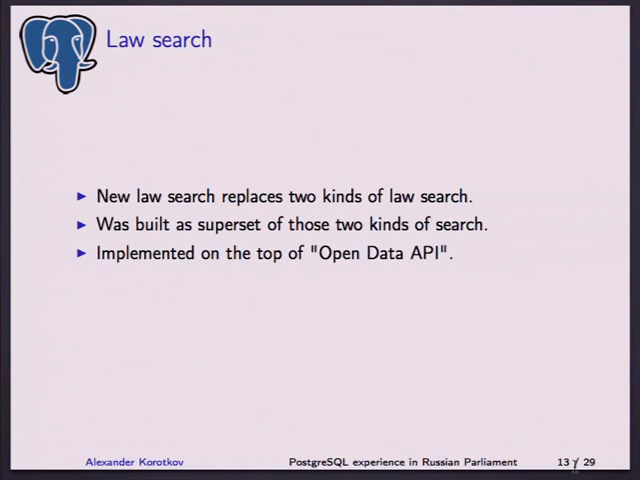 Law search
New law search replaces two kinds of law search.
Was built as superset of those two kinds of search.
Implemented on the top of "Open Data API".
Alexander Korotkov PostgreSQL experience in Russian Parliament 13 / 29